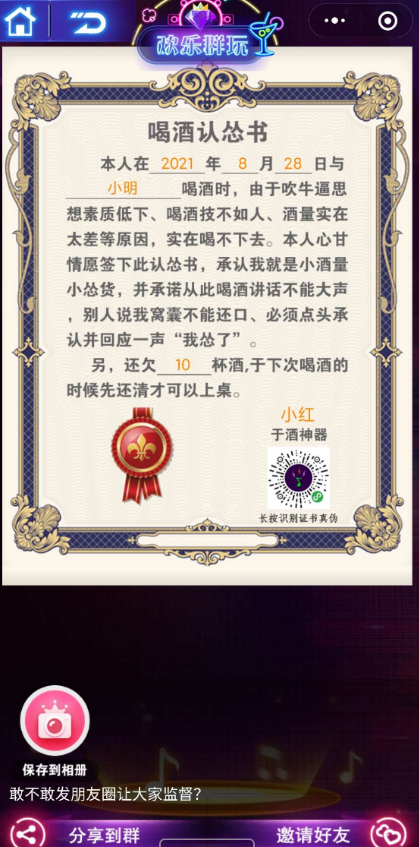 欢乐群玩
喝酒认怂书
本人在 2021 年 8 月 28 日与
小明 喝酒时，由于吹牛逼思
想素质低下、喝酒技不如人、酒量实在
太差等原因，实在喝不下去。本人心甘
情愿签下此认怂书，承认我就是小酒量
小怂货，并承诺从此喝酒讲话不能大声
，别人说我窝囊不能还口、必须点头承
认并回应一声“我怂了”。
另，还欠 10 杯酒,于下次喝酒的
时候先还清才可以上桌。
小红
于酒神器
长按识别证书真伪
保存到相册
敢不敢发朋友圈让大家监督?
分享到群 邀请好友